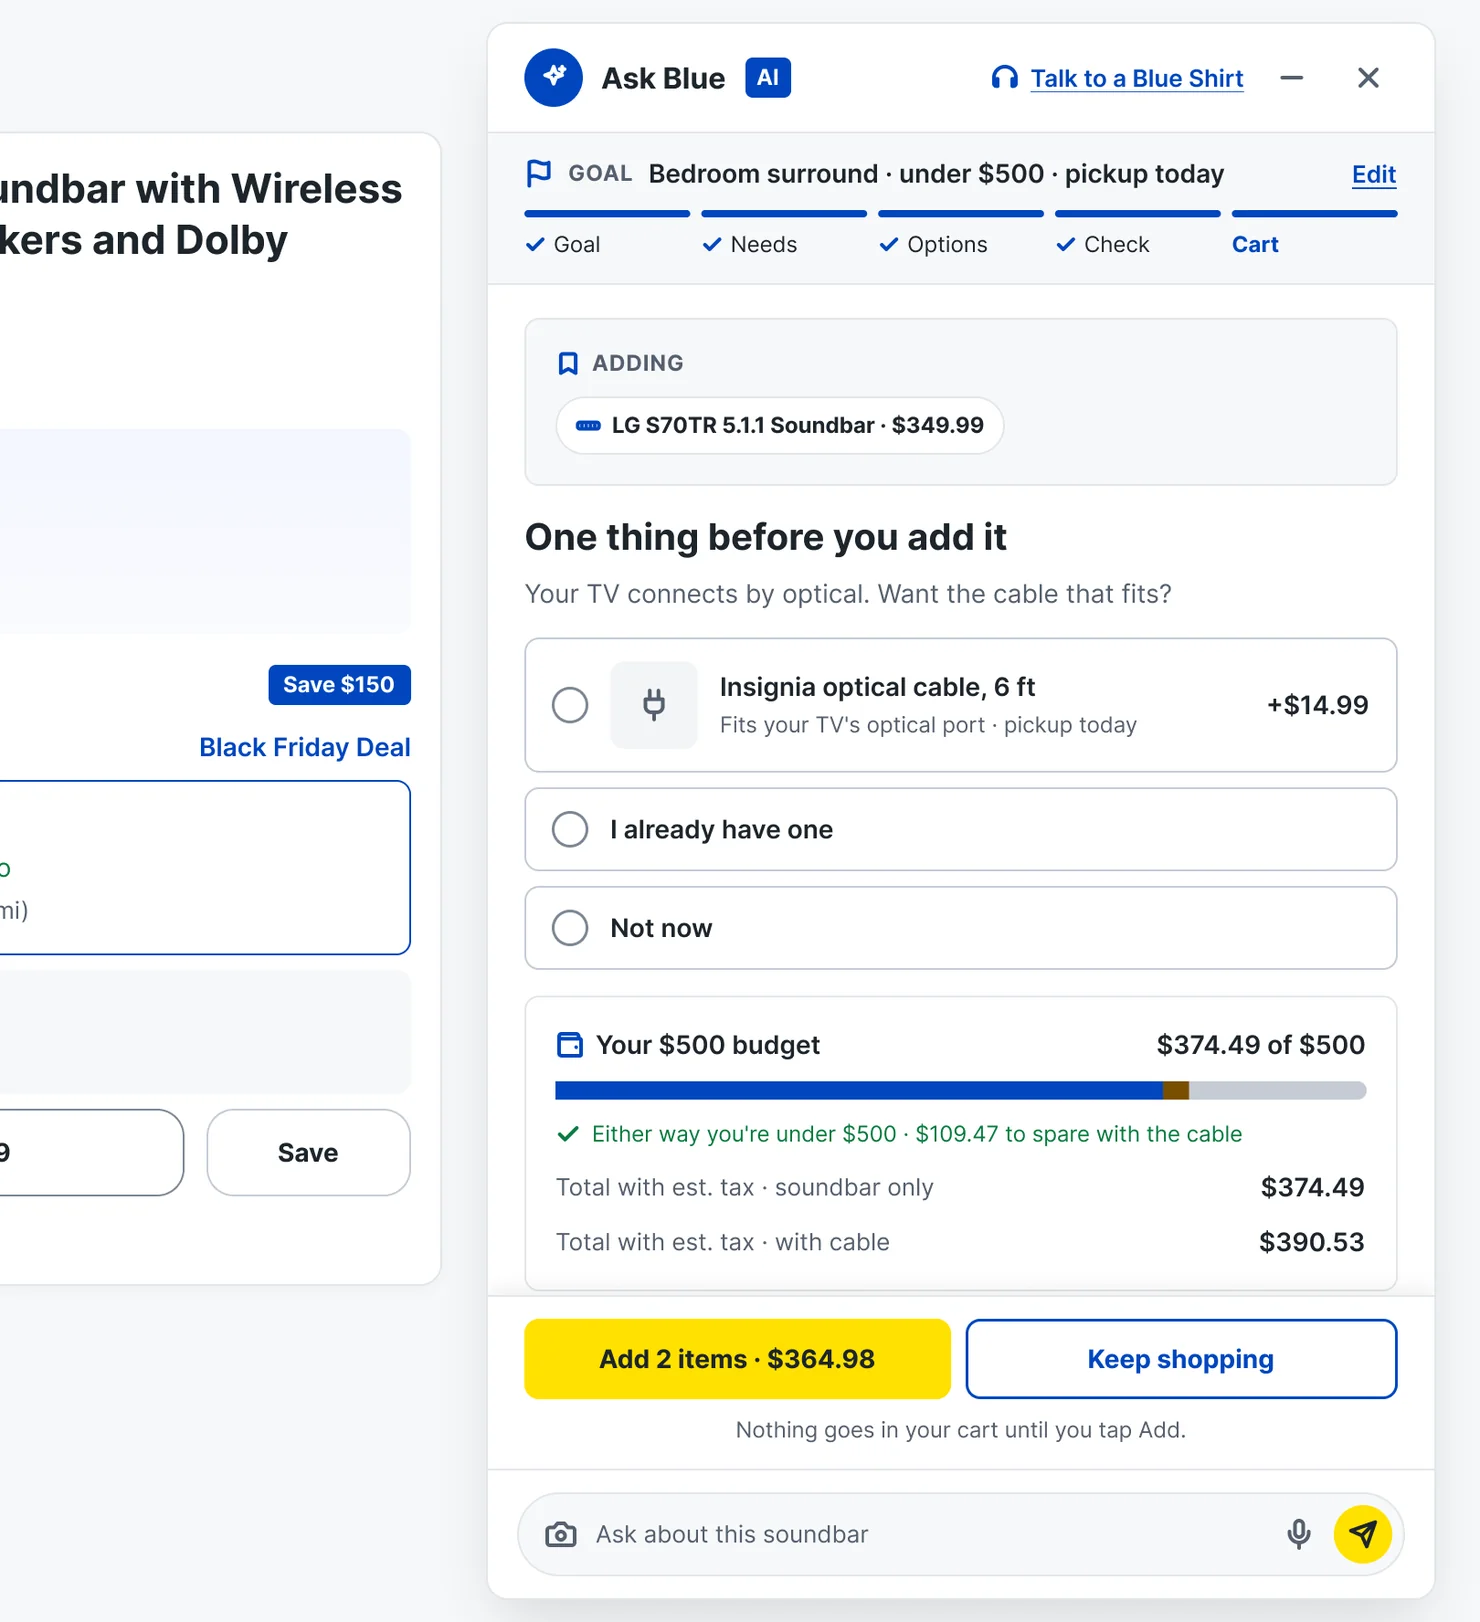 undbar with Wireless
kers and Dolby
Save $150
Black Friday Deal
o
mi)
9
Save
Ask Blue AI
Talk to a Blue Shirt
GOAL Bedroom surround · under $500 · pickup today Edit
Goal Needs Options Check Cart
ADDING
LG S70TR 5.1.1 Soundbar · $349.99
One thing before you add it
Your TV connects by optical. Want the cable that fits?
Insignia optical cable, 6 ft
Fits your TV's optical port · pickup today
+$14.99
I already have one
Not now
Your $500 budget $374.49 of $500
Either way you're under $500 · $109.47 to spare with the cable
Total with est. tax · soundbar only $374.49
Total with est. tax · with cable $390.53
Add 2 items · $364.98
Keep shopping
Nothing goes in your cart until you tap Add.
Ask about this soundbar